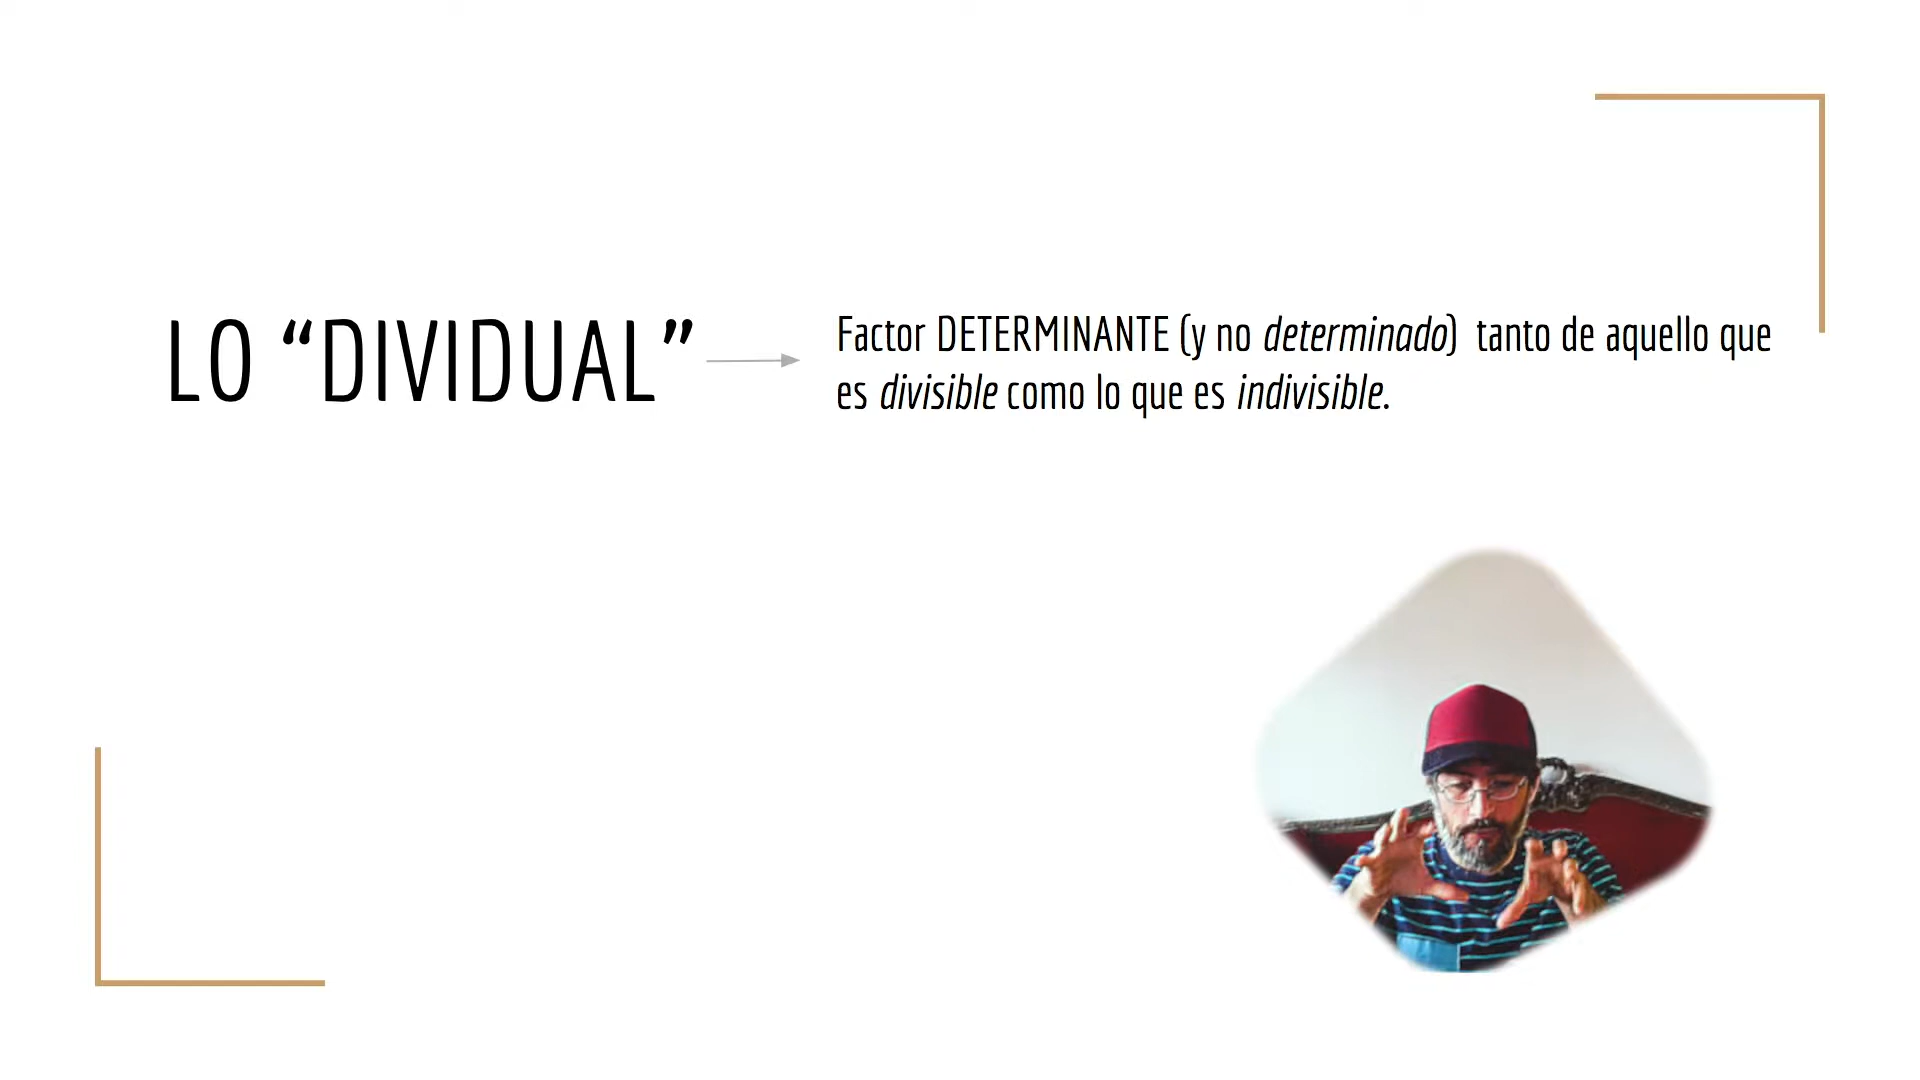 LO “DIVIDUAL”
Factor DETERMINANTE (y no determinado) tanto de aquello que
es divisible como lo que es indivisible.